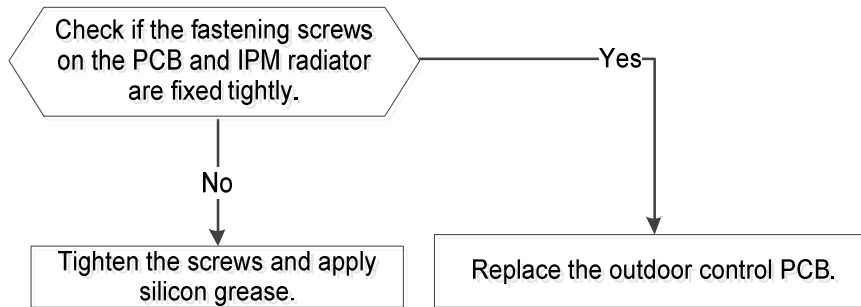 Check if the fastening screws
on the PCB and IPM radiator
are fixed tightly.
Yes
No
Tighten the screws and apply
silicon grease.
Replace the outdoor control PCB.